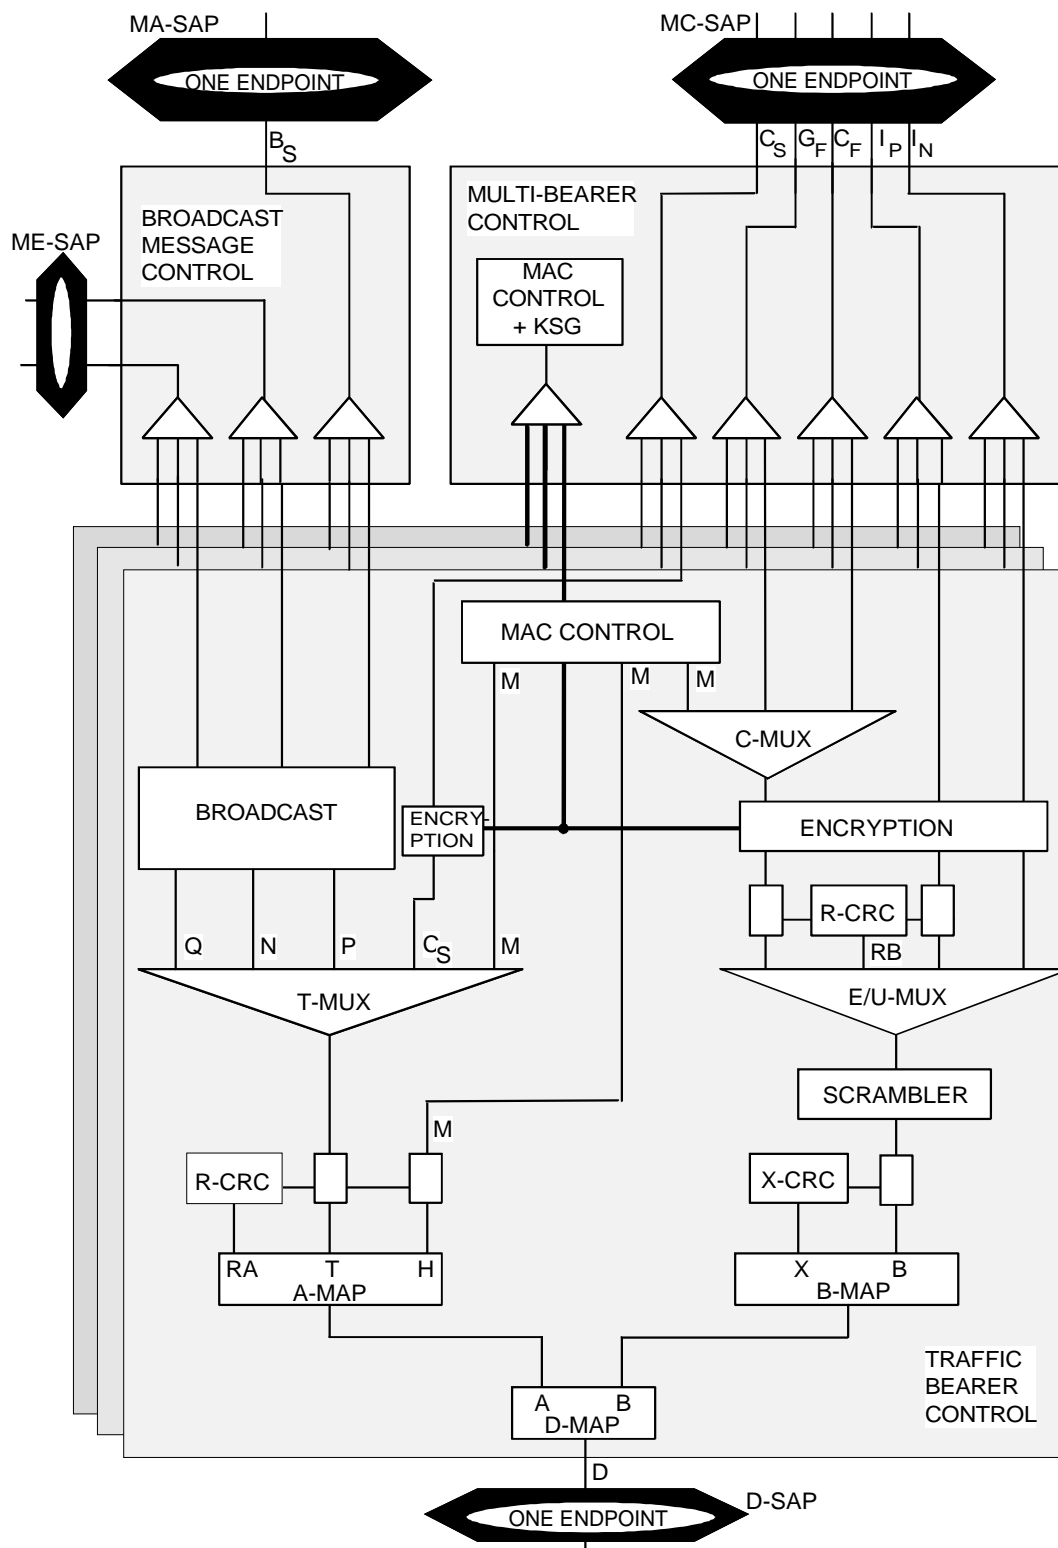 MA-SAP
MC-SAP
ONE ENDPOINT
ONE ENDPOINT
BS
CS
GF
CF
IP
IN
BROADCAST
MESSAGE
CONTROL
ME-SAP
MULTI-BEARER
CONTROL
MAC
CONTROL
+ KSG
MAC CONTROL
M
M
M
C-MUX
BROADCAST
ENCRY-
PTION
ENCRYPTION
R-CRC
Q
N
P
CS
M
RB
T-MUX
E/U-MUX
SCRAMBLER
M
R-CRC
X-CRC
RA
T
H
A-MAP
X
B
B-MAP
TRAFFIC
BEARER
CONTROL
A
B
D-MAP
D
D-SAP
ONE ENDPOINT